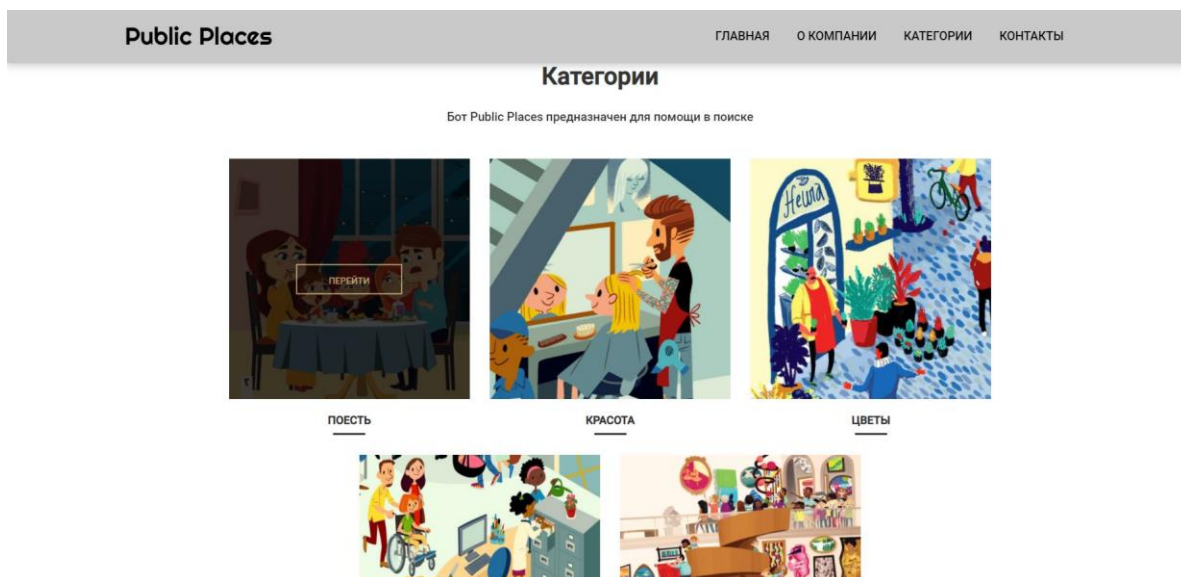 Public Places
ГЛАВНАЯ О КОМПАНИИ КАТЕГОРИИ КОНТАКТЫ
Категории
Бот Public Places предназначен для помощи в поиске
ПЕРЕЙТИ
ПОЕСТЬ
КРАСОТА
ЦВЕТЫ